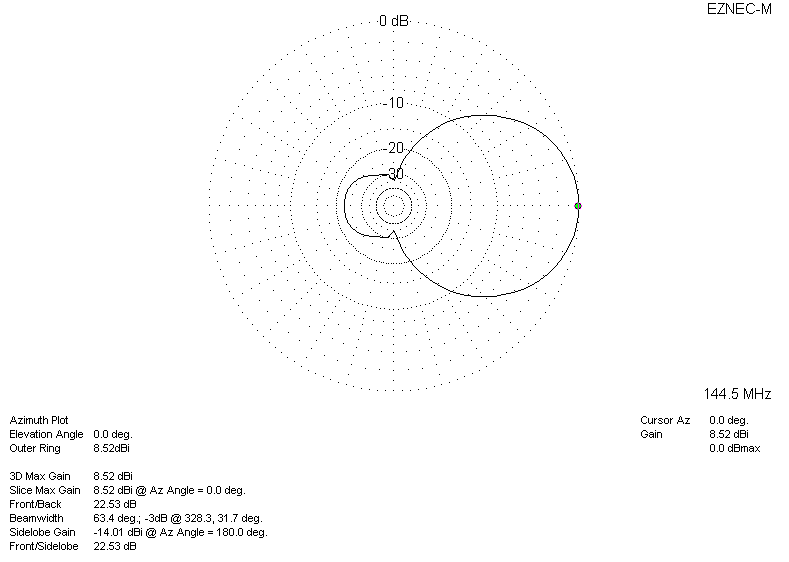 EZNEC-M
0 dB
-10
-20
-30
144.5 MHz
Azimuth Plot
Elevation Angle 0.0 deg.
Outer Ring 8.52dBi
Cursor Az 0.0 deg.
Gain 8.52 dBi
0.0 dBmax
3D Max Gain 8.52 dBi
Slice Max Gain 8.52 dBi @ Az Angle = 0.0 deg.
Front/Back 22.53 dB
Beamwidth 63.4 deg.; -3dB @ 328.3, 31.7 deg.
Sidelobe Gain -14.01 dBi @ Az Angle = 180.0 deg.
Front/Sidelobe 22.53 dB